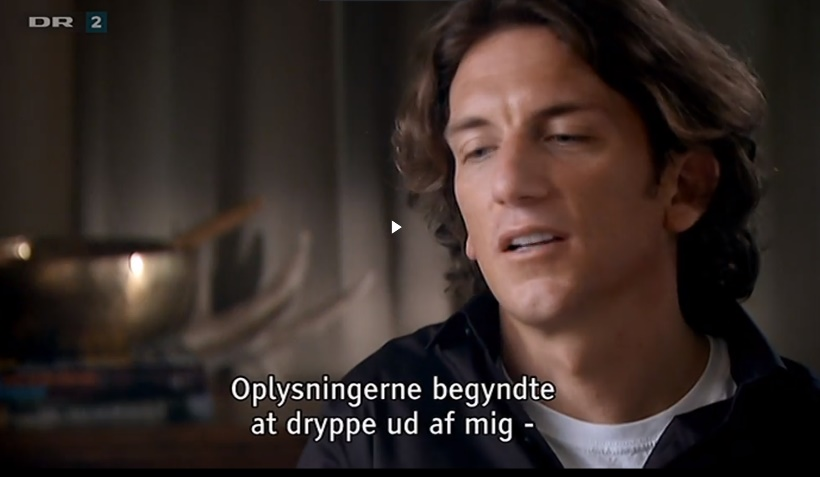 DR 2
Oplysningerne begyndte
at dryppe ud af mig -